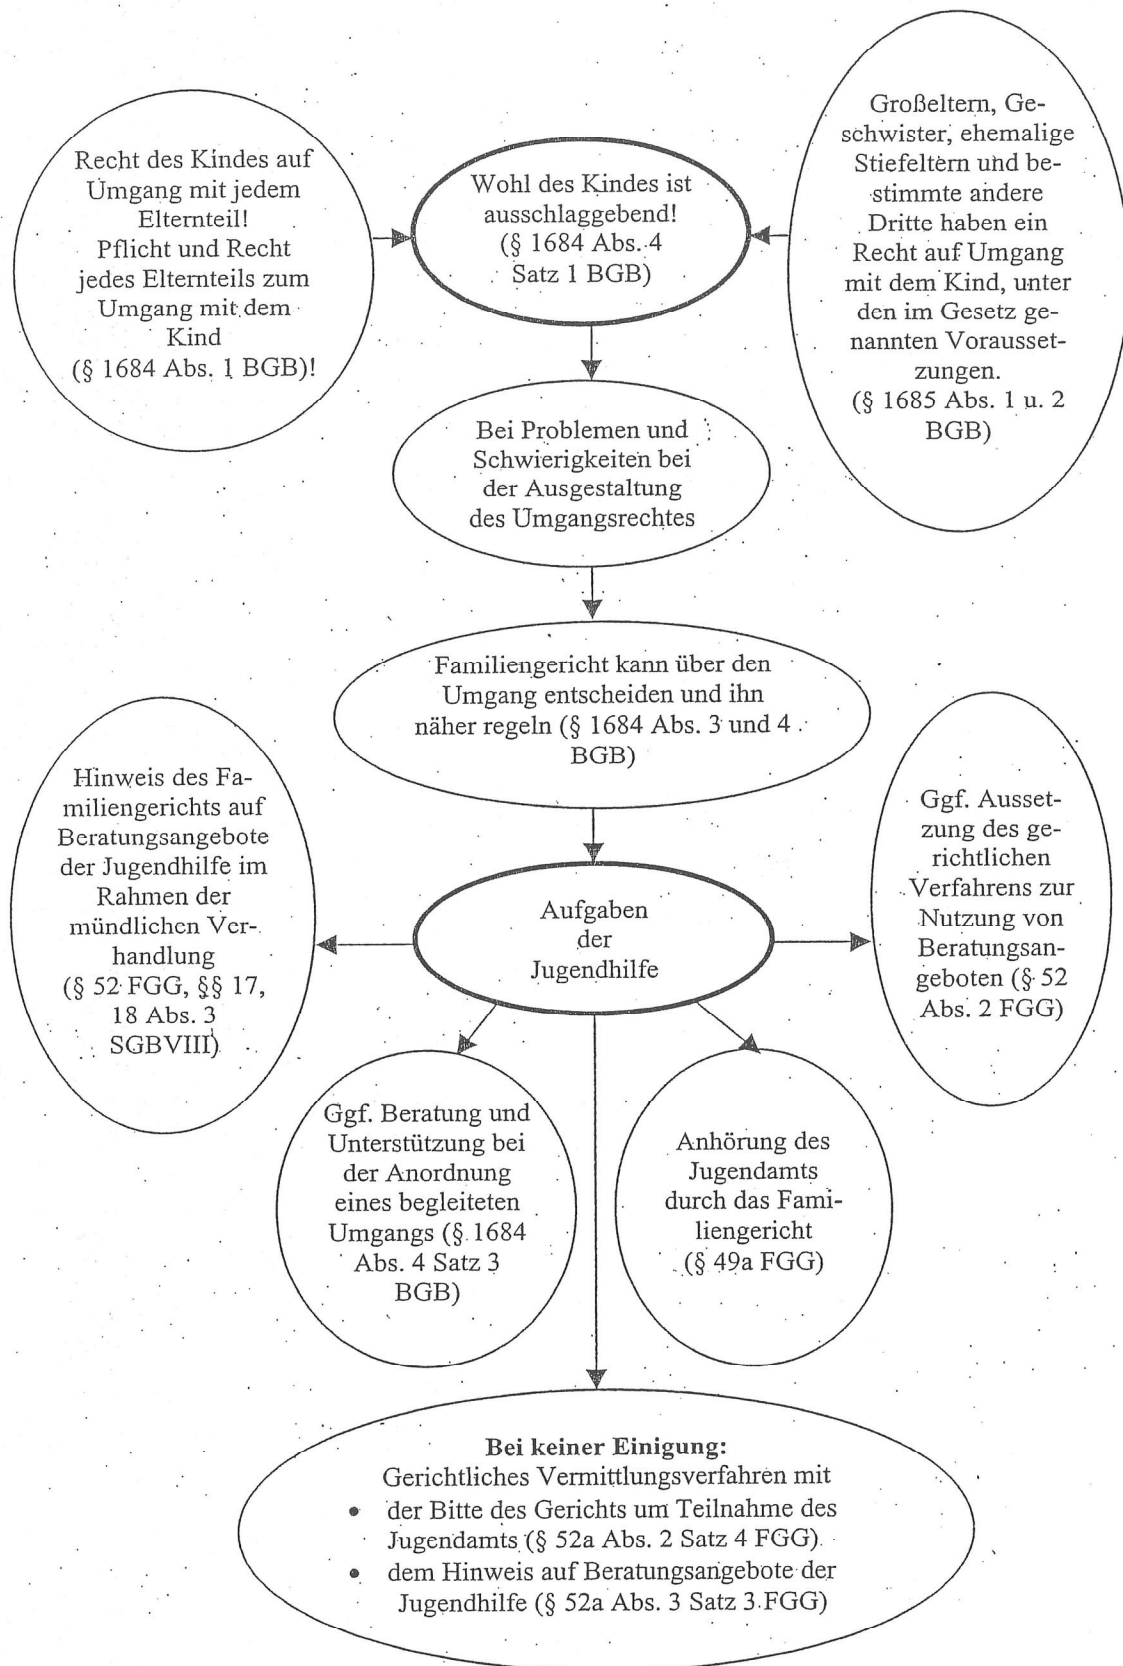 Recht des Kindes auf
Umgang mit jedem
Elternteil!
Pflicht und Recht
jedes Elternteils zum
Umgang mit dem
Kind
(§ 1684 Abs. 1 BGB)!
Wohl des Kindes ist
ausschlaggebend!
(§ 1684 Abs. 4
Satz 1 BGB)
Großeltern, Ge-
schwister, ehemalige
Stiefeltern und be-
stimmte andere
Dritte haben ein
Recht auf Umgang
mit dem Kind, unter
den im Gesetz ge-
nannten Vorausset-
zungen.
(§ 1685 Abs. 1 u. 2
BGB)
Bei Problemen und
Schwierigkeiten bei
der Ausgestaltung
des Umgangsrechtes
Familiengericht kann über den
Umgang entscheiden und ihn
näher regeln (§ 1684 Abs. 3 und 4
BGB)
Hinweis des Fa-
miliengerichts auf
Beratungsangebote
der Jugendhilfe im
Rahmen der
mündlichen Ver-
handlung
(§ 52 FGG, §§ 17,
18 Abs. 3
SGBVIII)
Aufgaben
der
Jugendhilfe
Ggf. Ausset-
zung des ge-
richtlichen
Verfahrens zur
Nutzung von
Beratungsan-
geboten (§ 52
Abs. 2 FGG)
Ggf. Beratung und
Unterstützung bei
der Anordnung
eines begleiteten
Umgangs (§ 1684
Abs. 4 Satz 3
BGB)
Anhörung des
Jugendamts
durch das Fami-
liengericht
(§ 49a FGG)
Bei keiner Einigung:
Gerichtliches Vermittlungsverfahren mit
• der Bitte des Gerichts um Teilnahme des
Jugendamts (§ 52a Abs. 2 Satz 4 FGG)
• dem Hinweis auf Beratungsangebote der
Jugendhilfe (§ 52a Abs. 3 Satz 3 FGG)